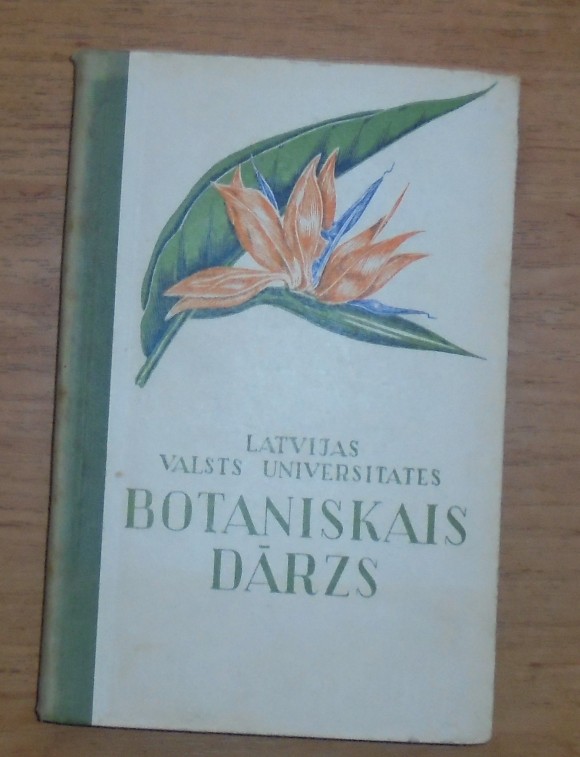 LATVIJAS
VALSTS UNIVERSITATES
BOTANISKAIS
DĀRZS